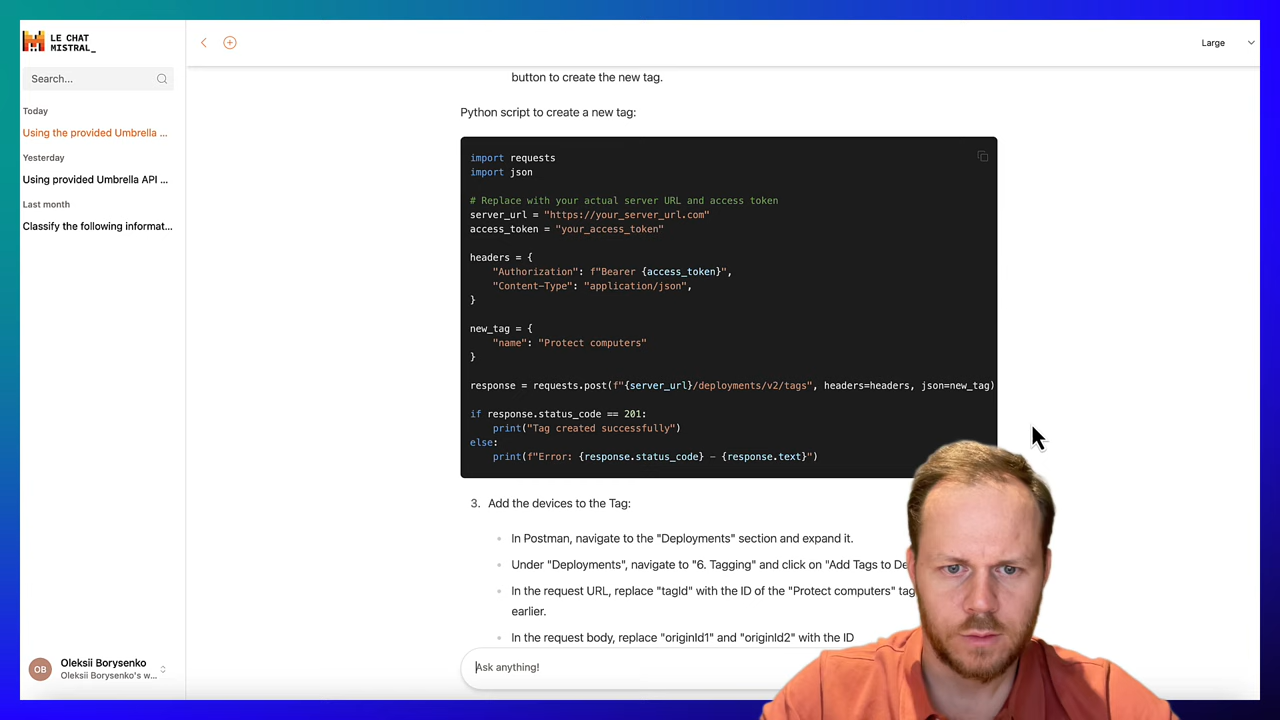 LE CHAT
MISTRAL_
Large
Search...
Today
Using the provided Umbrella ...
Yesterday
Using provided Umbrella API ...
Last month
Classify the following informat...
button to create the new tag.
Python script to create a new tag:
import requests
import json
# Replace with your actual server URL and access token
server_url = "https://your_server_url.com"
access_token = "your_access_token"
headers = {
"Authorization": f"Bearer {access_token}",
"Content-Type": "application/json",
}
new_tag = {
"name": "Protect computers"
}
response = requests.post(f"{server_url}/deployments/v2/tags", headers=headers, json=new_tag)
if response.status_code == 201:
print("Tag created successfully")
else:
print(f"Error: {response.status_code} - {response.text}")
3. Add the devices to the Tag:
In Postman, navigate to the "Deployments" section and expand it.
Under "Deployments", navigate to "6. Tagging" and click on "Add Tags to De
In the request URL, replace "tagId" with the ID of the "Protect computers" tag
earlier.
In the request body, replace "originId1" and "originId2" with the ID
Ask anything!
OB
Oleksii Borysenko
Oleksii Borysenko's w...